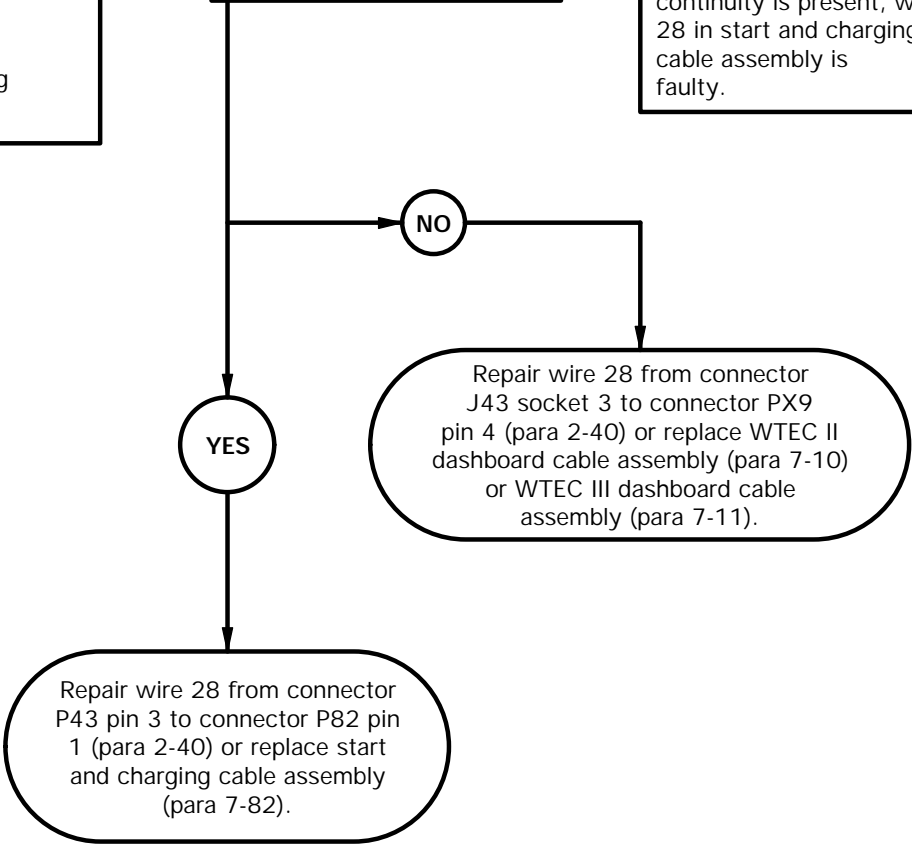 continuity is present, w
28 in start and charging
cable assembly is
faulty.
g
NO
Repair wire 28 from connector
J43 socket 3 to connector PX9
pin 4 (para 2-40) or replace WTEC II
dashboard cable assembly (para 7-10)
or WTEC III dashboard cable
assembly (para 7-11).
YES
Repair wire 28 from connector
P43 pin 3 to connector P82 pin
1 (para 2-40) or replace start
and charging cable assembly
(para 7-82).